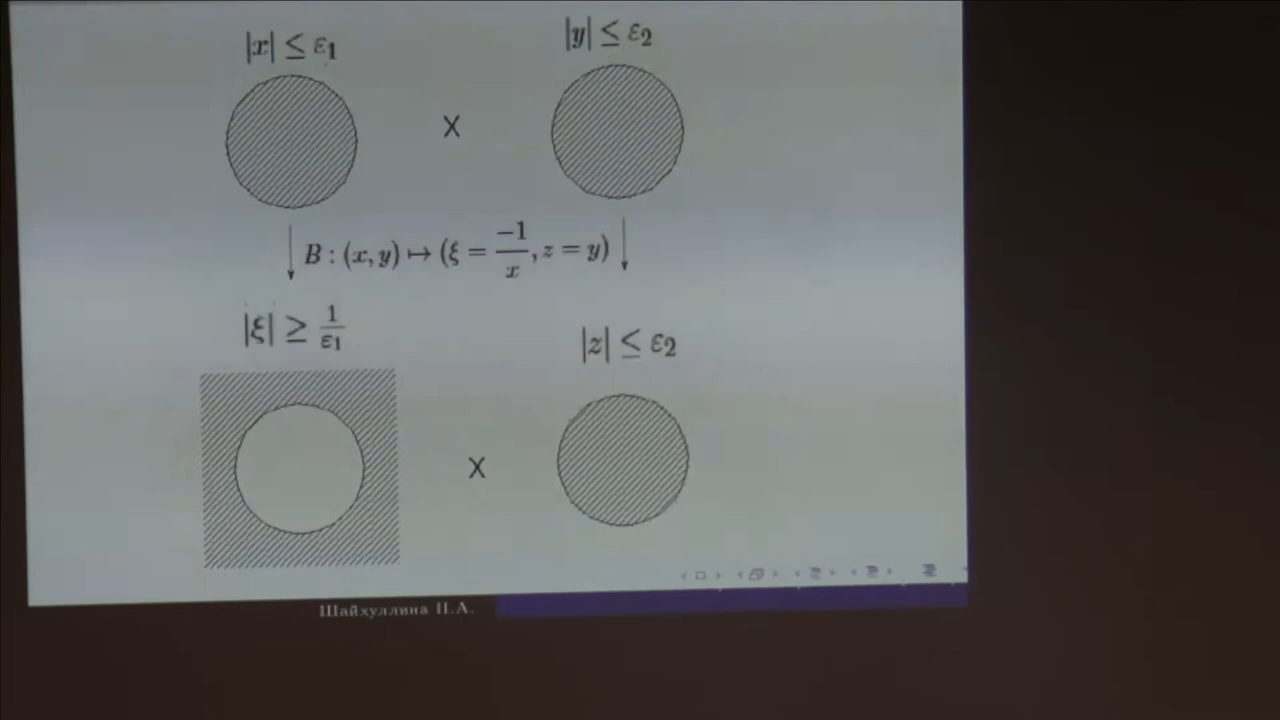 |x| ≤ ε₁ |y| ≤ ε₂
X
B : (x, y) ↦ (ξ = −1/x, z = y)
|ξ| ≥ 1/ε₁ |z| ≤ ε₂
X
Шайхуллина П.А.